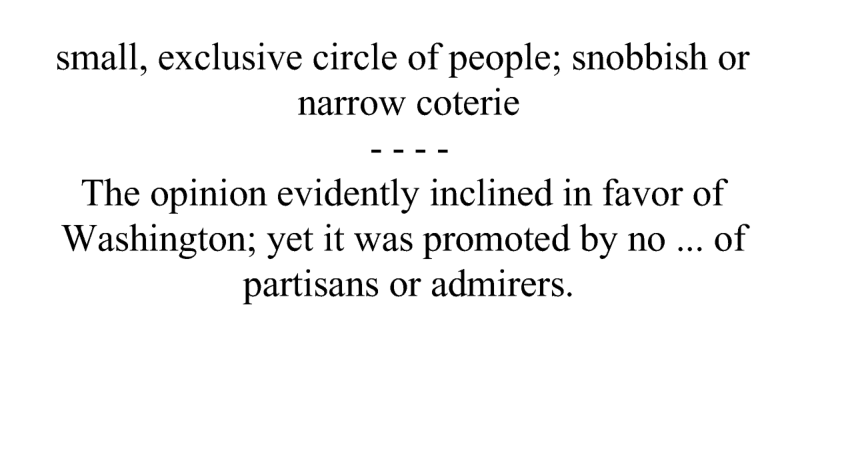 small, exclusive circle of people; snobbish or
narrow coterie
- - - -
The opinion evidently inclined in favor of
Washington; yet it was promoted by no ... of
partisans or admirers.